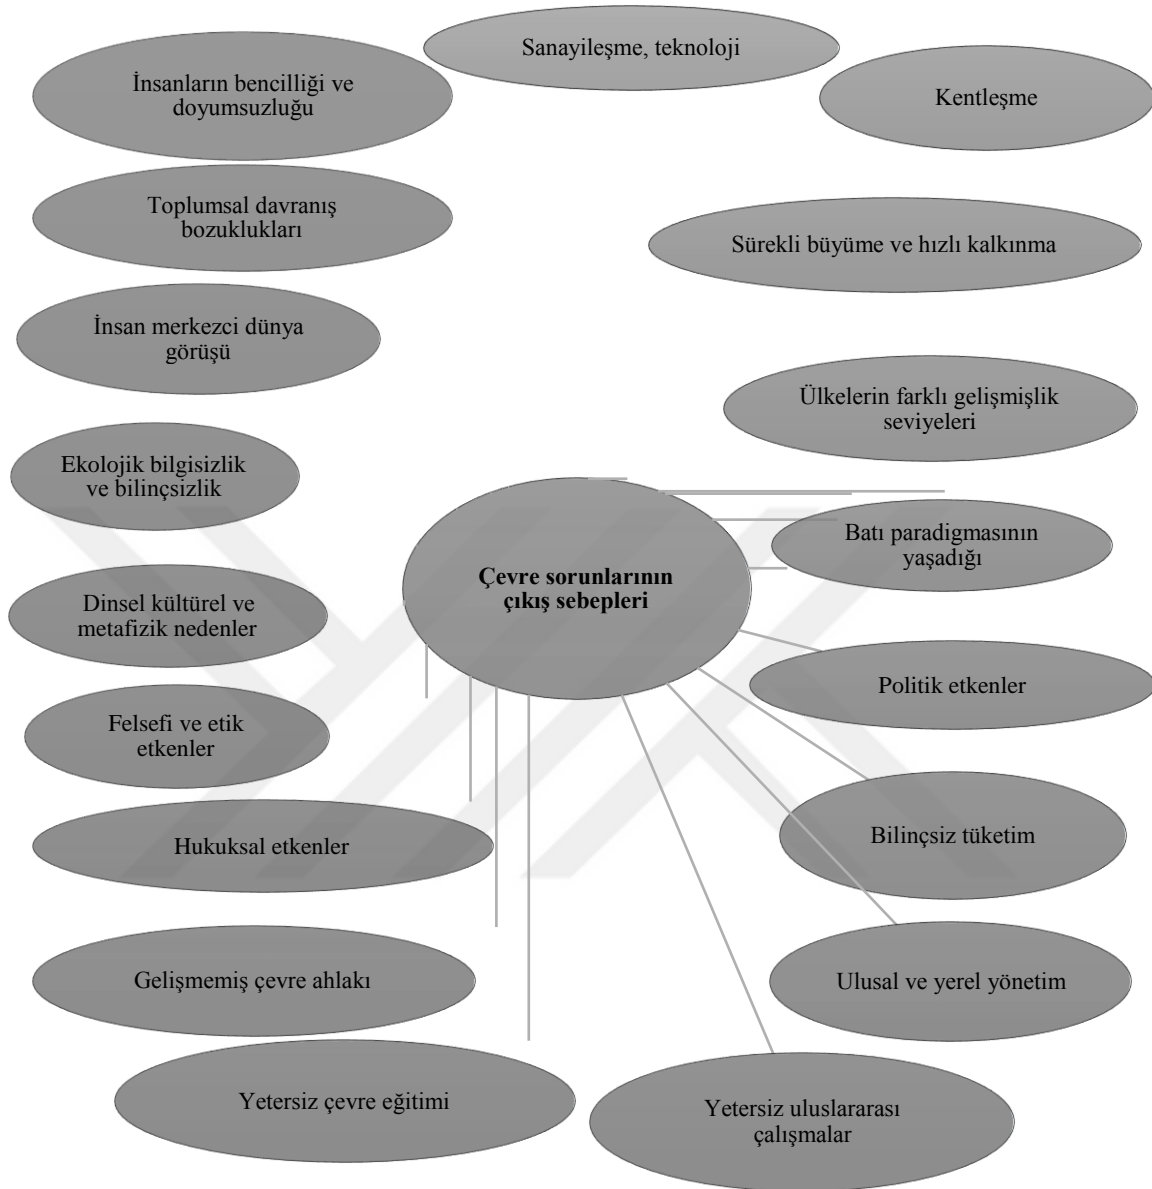 Sanayileşme, teknoloji
İnsanların bencilliği ve
doyumsuzluğu
Kentleşme
Toplumsal davranış
bozuklukları
Sürekli büyüme ve hızlı kalkınma
İnsan merkezci dünya
görüşü
Ülkelerin farklı gelişmişlik
seviyeleri
Ekolojik bilgisizlik
ve bilinçsizlik
Batı paradigmasının
yaşadığı
Çevre sorunlarının
çıkış sebepleri
Dinsel kültürel ve
metafizik nedenler
Politik etkenler
Felsefi ve etik
etkenler
Bilinçsiz tüketim
Hukuksal etkenler
Gelişmemiş çevre ahlakı
Ulusal ve yerel yönetim
Yetersiz çevre eğitimi
Yetersiz uluslararası
çalışmalar